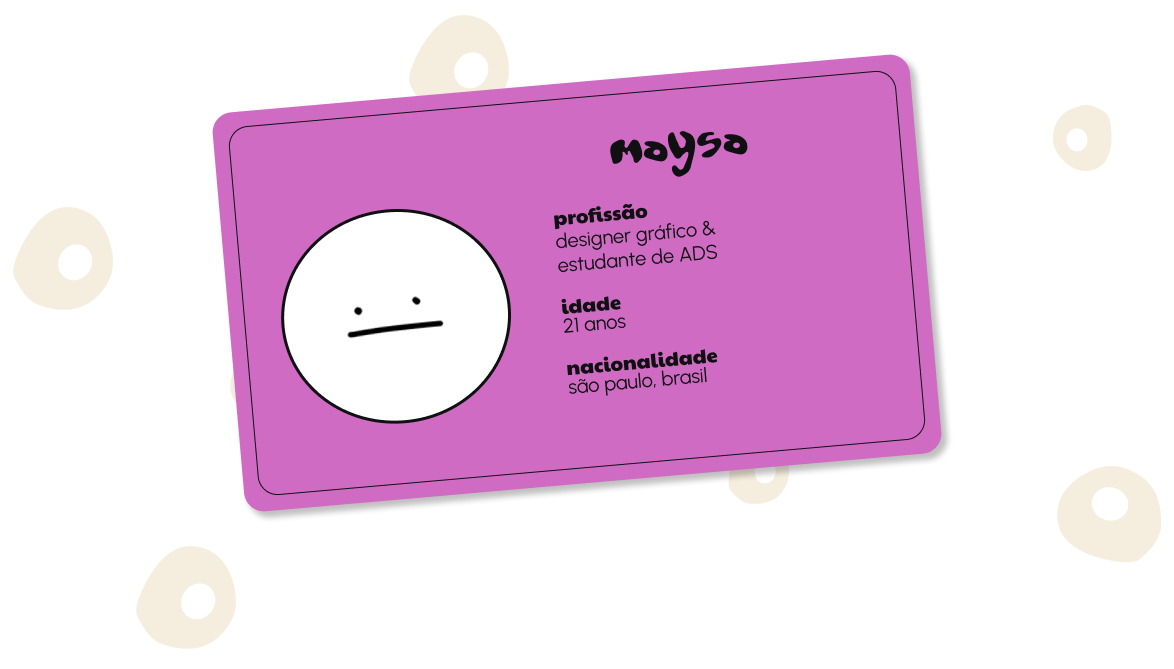 Maysa
profissão
designer gráfico &
estudante de ADS
idade
21 anos
nacionalidade
são paulo, brasil